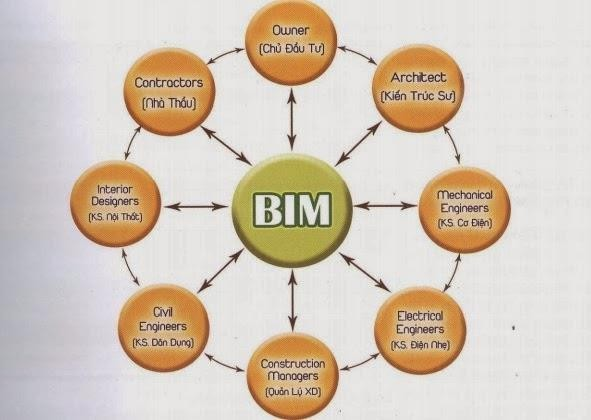 Owner
(Chủ Đầu Tư)
Architect
(Kiến Trúc Sư)
Mechanical
Engineers
(KS. Cơ Điện)
Electrical
Engineers
(KS. Điện Nhẹ)
Construction
Managers
(Quản Lý XD)
Civil
Engineers
(KS. Dân Dụng)
Interior
Designers
(KS. Nội Thất)
Contractors
(Nhà Thầu)
BIM